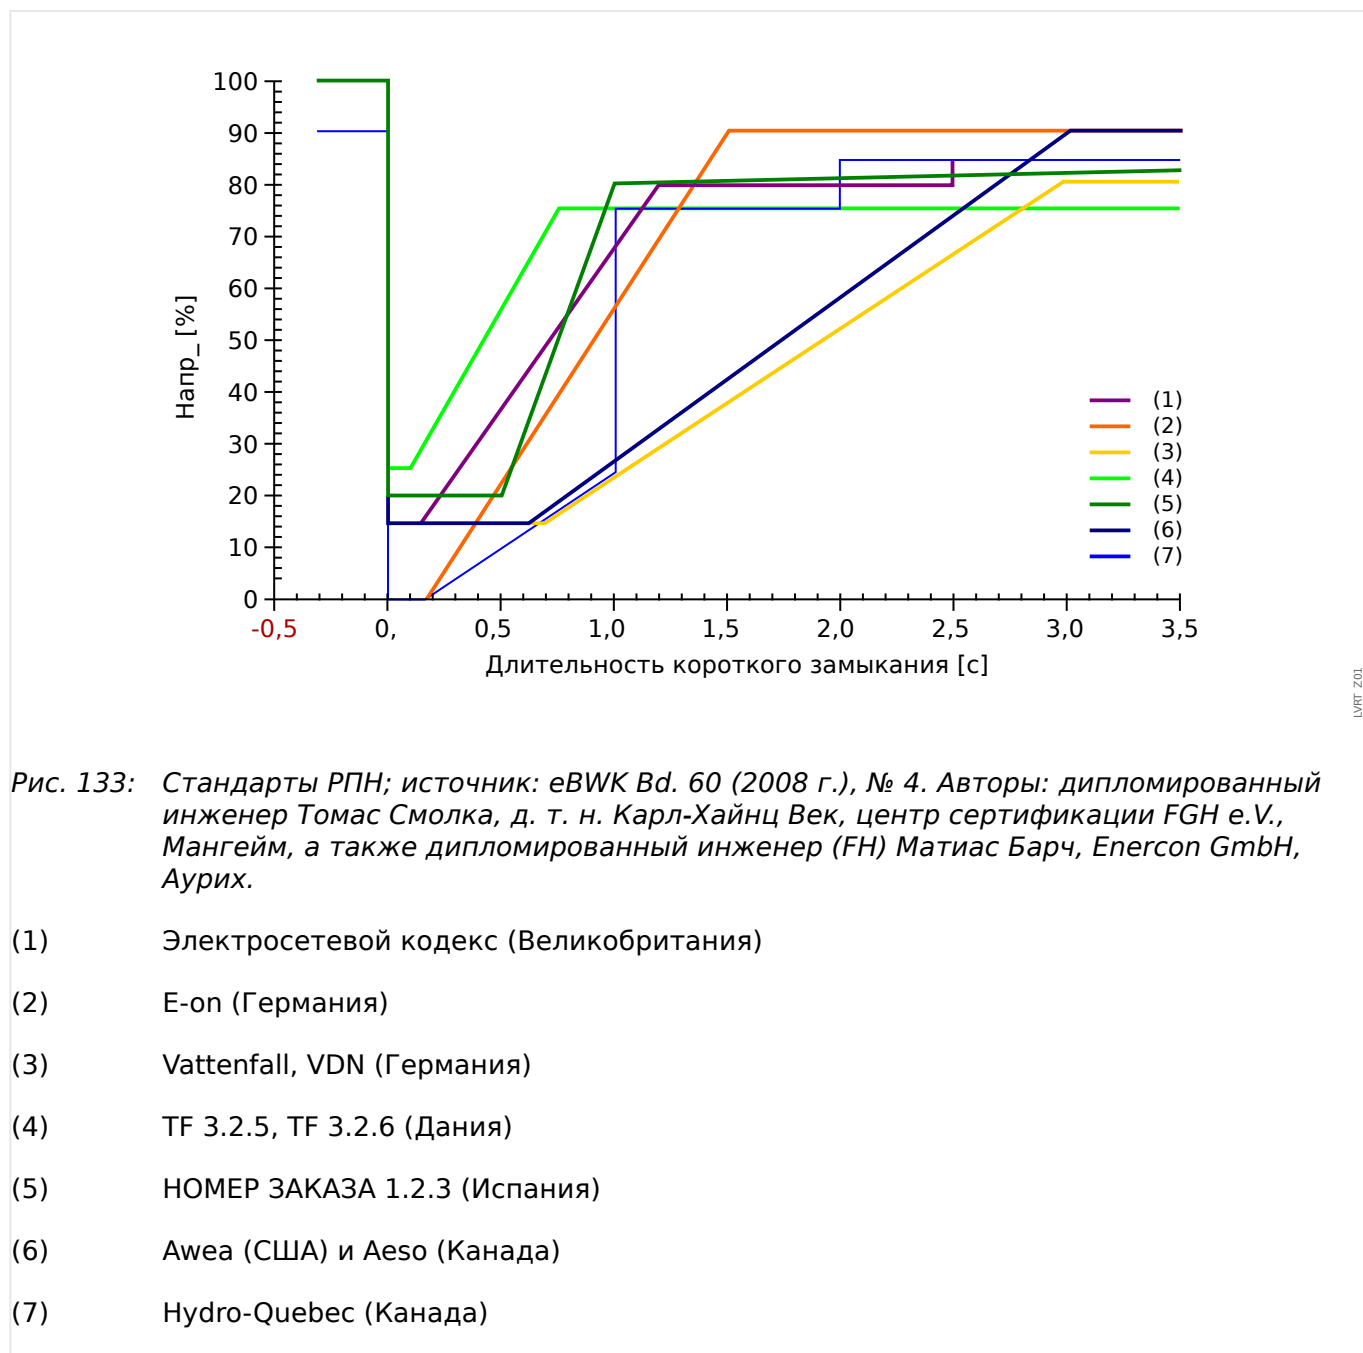 100
90
80
70
60
50
40
30
20
10
0
Напр_ [%]
-0,5 0, 0,5 1,0 1,5 2,0 2,5 3,0 3,5
Длительность короткого замыкания [с]
(1)
(2)
(3)
(4)
(5)
(6)
(7)
LVRT_Z01
Рис. 133: Стандарты РПН; источник: eBWK Bd. 60 (2008 г.), № 4. Авторы: дипломированный
инженер Томас Смолка, д. т. н. Карл-Хайнц Век, центр сертификации FGH e.V.,
Мангейм, а также дипломированный инженер (FH) Матиас Барч, Enercon GmbH,
Аурих.
(1) Электросетевой кодекс (Великобритания)
(2) E-on (Германия)
(3) Vattenfall, VDN (Германия)
(4) TF 3.2.5, TF 3.2.6 (Дания)
(5) НОМЕР ЗАКАЗА 1.2.3 (Испания)
(6) Awea (США) и Aeso (Канада)
(7) Hydro-Quebec (Канада)